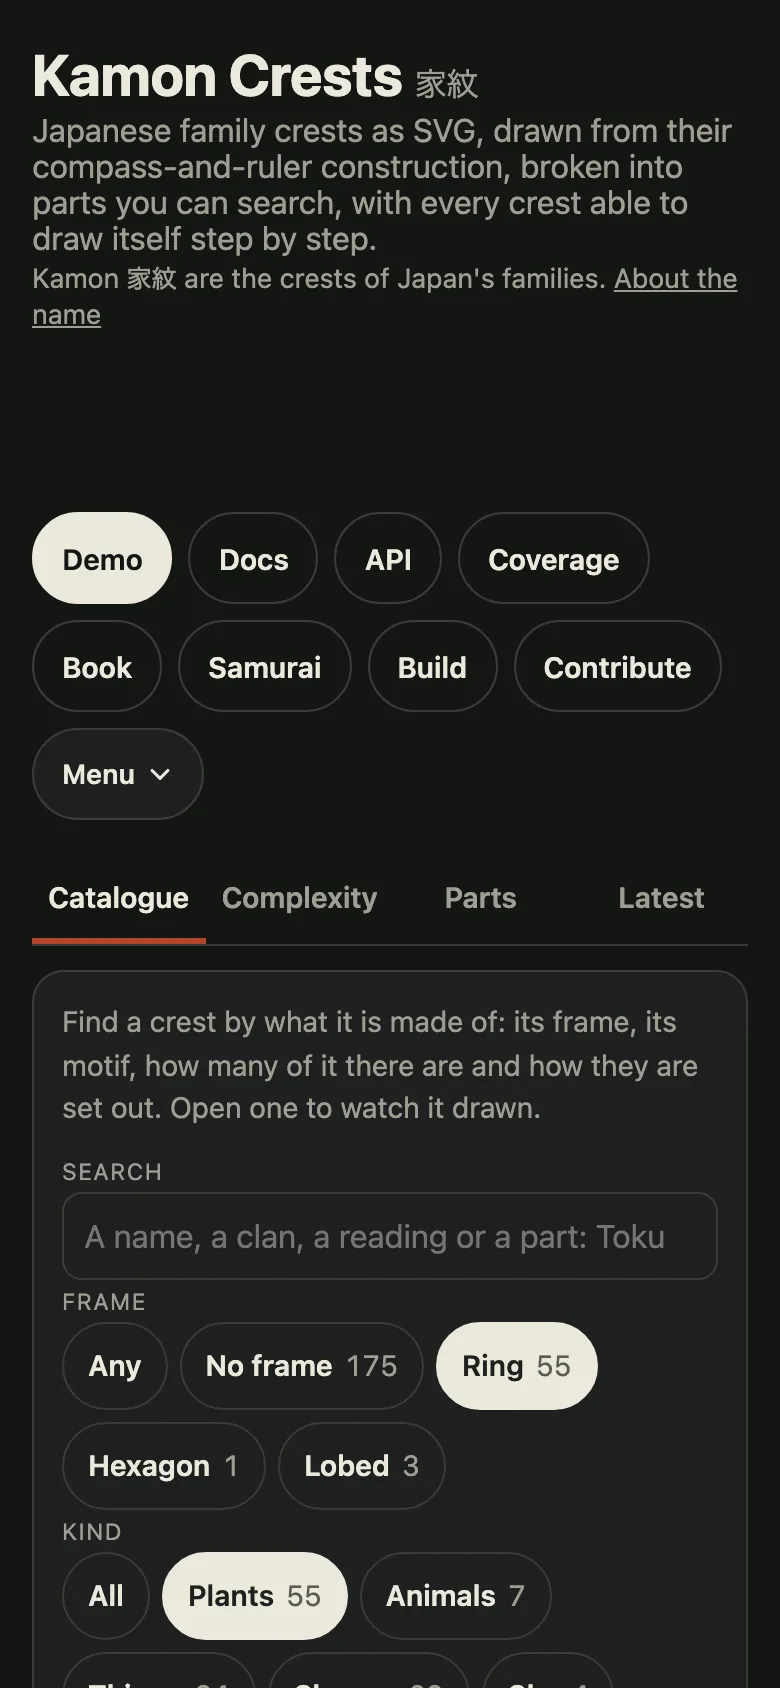 Kamon Crests 家紋
Japanese family crests as SVG, drawn from their
compass-and-ruler construction, broken into
parts you can search, with every crest able to
draw itself step by step.
Kamon 家紋 are the crests of Japan's families. About the
name
Demo Docs API Coverage
Book Samurai Build Contribute
Menu
Catalogue Complexity Parts Latest
Find a crest by what it is made of: its frame, its
motif, how many of it there are and how they are
set out. Open one to watch it drawn.
SEARCH
A name, a clan, a reading or a part: Toku
FRAME
Any No frame 175 Ring 55
Hexagon 1 Lobed 3
KIND
All Plants 55 Animals 7